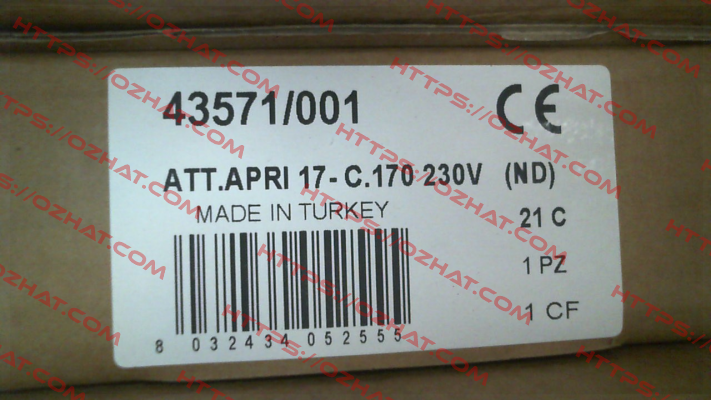 43571/001
CE
ATT.APRI 17- C.170 230V (ND)
MADE IN TURKEY
21 C
1 PZ
1 CF
8 032434 052555
HTTPS://OZHAT.COM